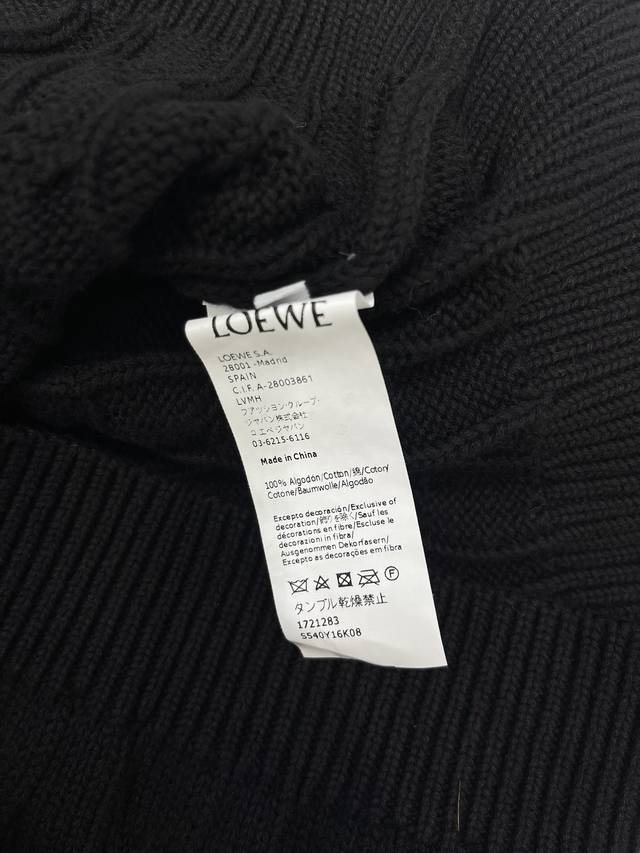 LOEWE
LOEWE S.A.
28001 -Madrid
SPAIN
C.I.F. A-28003861
LVMH
ファッション・グループ・
ジャパン株式会社
ロエベジャパン
03-6215-6116
Made in China
100% Algodón/Cotton/綿/Cotony
Cotone/Baumwolle/Algodão
Excepto decoración/Exclusive of
decoration/飾りを除く/Sauf les
décorations en fibre/Escluse le
decorazioni in fibra/
Ausgenommen Dekorfasern/
Excepto as decorações em fibra
F
タンブル乾燥禁止
1721283
S540Y16K08